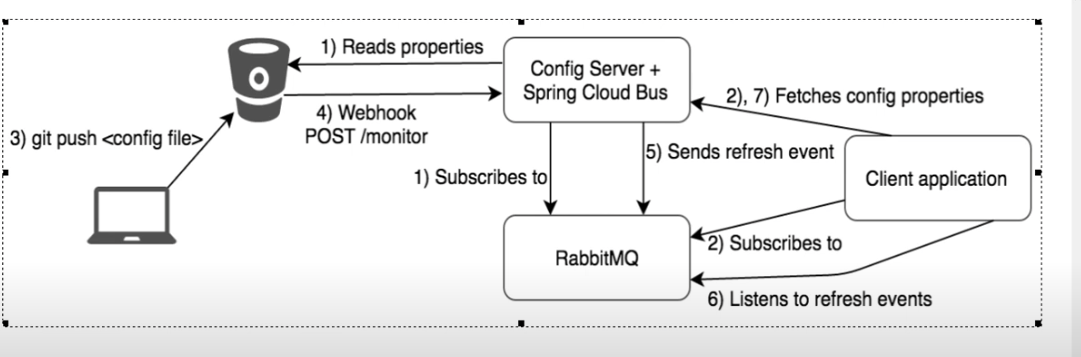 1) Reads properties
Config Server +
Spring Cloud Bus
2), 7) Fetches config properties
4) Webhook
POST /monitor
3) git push <config file>
5) Sends refresh event
1) Subscribes to
Client application
2) Subscribes to
RabbitMQ
6) Listens to refresh events